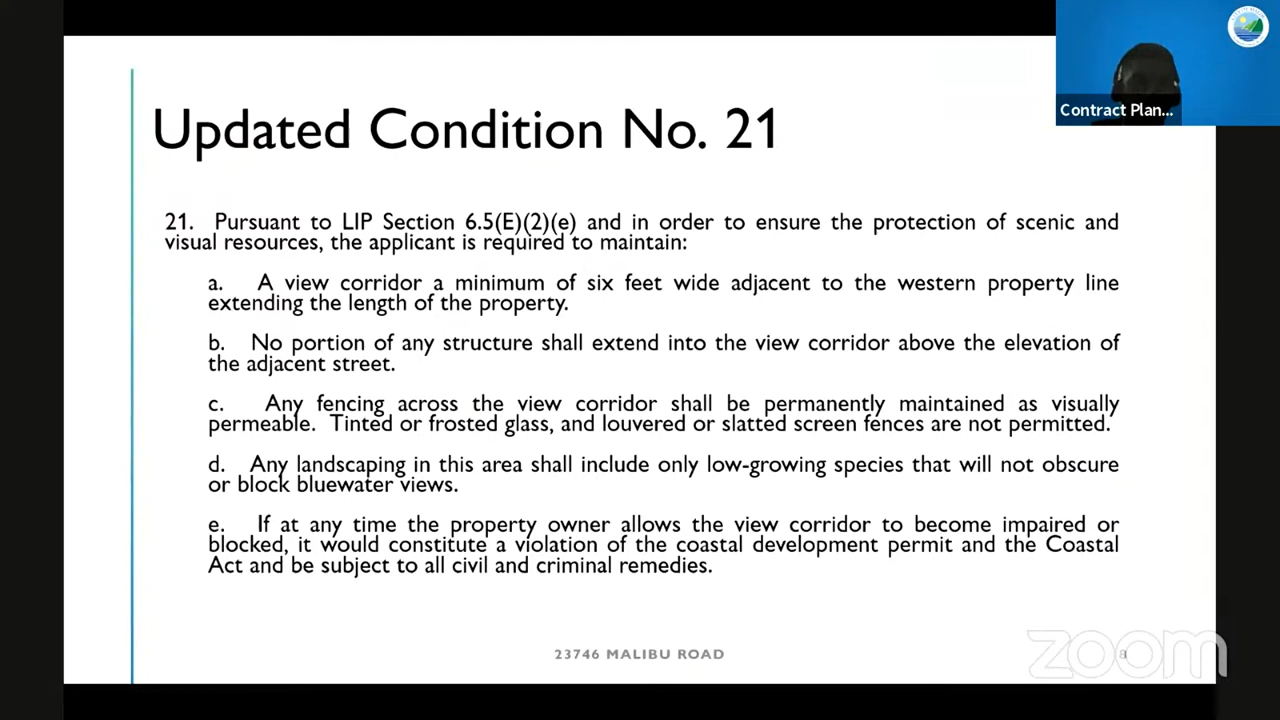 Contract Plan...
Updated Condition No. 21
21. Pursuant to LIP Section 6.5(E)(2)(e) and in order to ensure the protection of scenic and
visual resources, the applicant is required to maintain:
a. A view corridor a minimum of six feet wide adjacent to the western property line
extending the length of the property.
b. No portion of any structure shall extend into the view corridor above the elevation of
the adjacent street.
c. Any fencing across the view corridor shall be permanently maintained as visually
permeable. Tinted or frosted glass, and louvered or slatted screen fences are not permitted.
d. Any landscaping in this area shall include only low-growing species that will not obscure
or block bluewater views.
e. If at any time the property owner allows the view corridor to become impaired or
blocked, it would constitute a violation of the coastal development permit and the Coastal
Act and be subject to all civil and criminal remedies.
23746 MALIBU ROAD
8
zoom